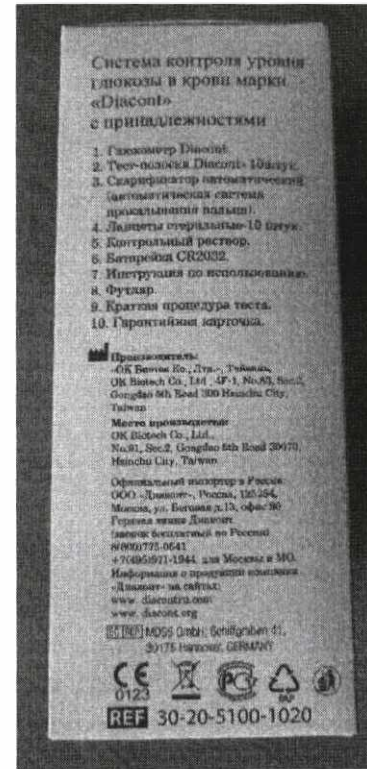 Система контроля уровня
глюкозы в крови марки
«Diacont»
с принадлежностями
1. Глюкометр Diacont.
2. Тест-полоски Diacont- 10штук.
3. Скарификатор автоматический
(автоматическая система
прокалывания пальца).
4. Ланцеты стерильные-10 штук.
5. Контрольный раствор.
6. Батарейка CR2032.
7. Инструкция по использованию.
8. Футляр.
9. Краткая процедура теста.
10. Гарантийная карточка.
Производитель:
«ОК Биотек Ко., Лтд.», Тайвань,
OK Biotech Co., Ltd., 4F-1, No.83, Sec.2,
Gongdao 5th Road 300 Hsinchu City,
Taiwan
Место производства:
OK Biotech Co., Ltd.,
No.91, Sec.2, Gongdao 5th Road 30070,
Hsinchu City, Taiwan
Официальный импортер в России:
ООО «Диаконт», Россия,
Москва, ул. Беговая д.13, офис
Горячая линия Диаконт
(звонок бесплатный по России)
8(800)775-0641
+7(495)971-1944 для Москвы и МО.
Информация о продукции компании
«Диаконт» на сайтах:
www. diacontru.com
www. diacont.org
EC REP MDSS GmbH; Schiffgraben 41,
30175 Hannover, GERMANY
CE
0123
PAP
REF 30-20-5100-1020